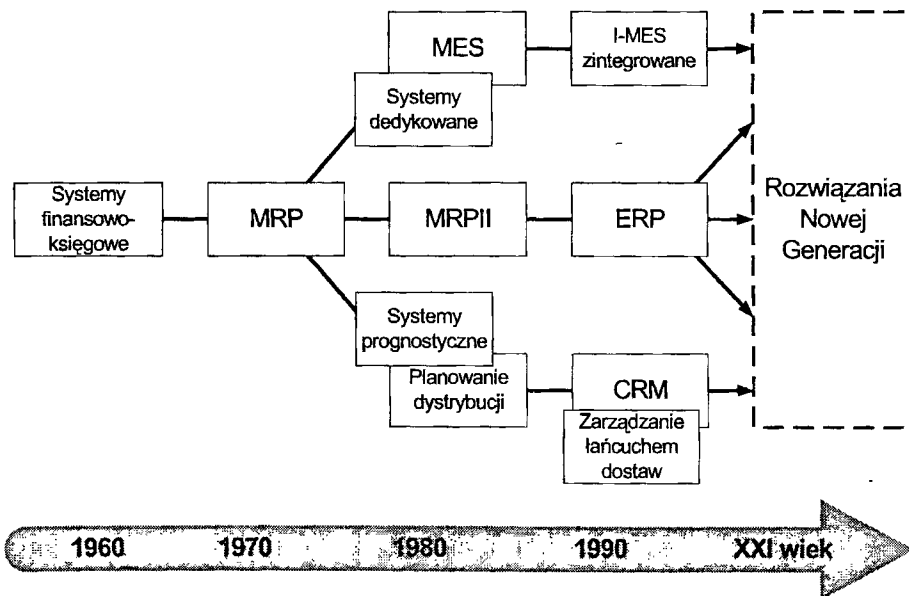 MES
I-MES
zintegrowane
Systemy
dedykowane
Systemy
finansowo-
księgowe
MRP
MRPII
ERP
Rozwiązania
Nowej
Generacji
Systemy
prognostyczne
Planowanie
dystrybucji
CRM
Zarządzanie
łańcuchem
dostaw
1960
1970
1980
1990
XXI wiek